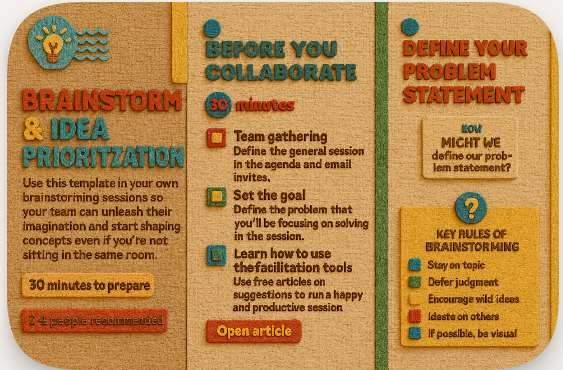 BRAINSTORM
& IDEA
PRIORITZATION
Use this template in your own
brainstorming sessions so
your team can unleash their
imagination and start shaping
concepts even if you're not
sitting in the same room.
30 minutes to prepare
2-8 people recommended
BEFORE YOU
COLLABORATE
30 minutes
Team gathering
Define the general session
in the agenda and email
invites,
Set the goal
Define the problem that
you'll be focusing on solving
in the session.
Learn how to use
thefacilitation tools
Use free articles on
suggestions to run a happy
and productive session
Open article
DEFINE YOUR
PROBLEM
STATEMENT
HOW
MIGHT WE
define our prob-
lem statement?
?
KEY RULES OF
BRAINSTORMING
Stay on topic
Defer judgment
Encourage wild ideas
Ideate on others
If possible, be visual